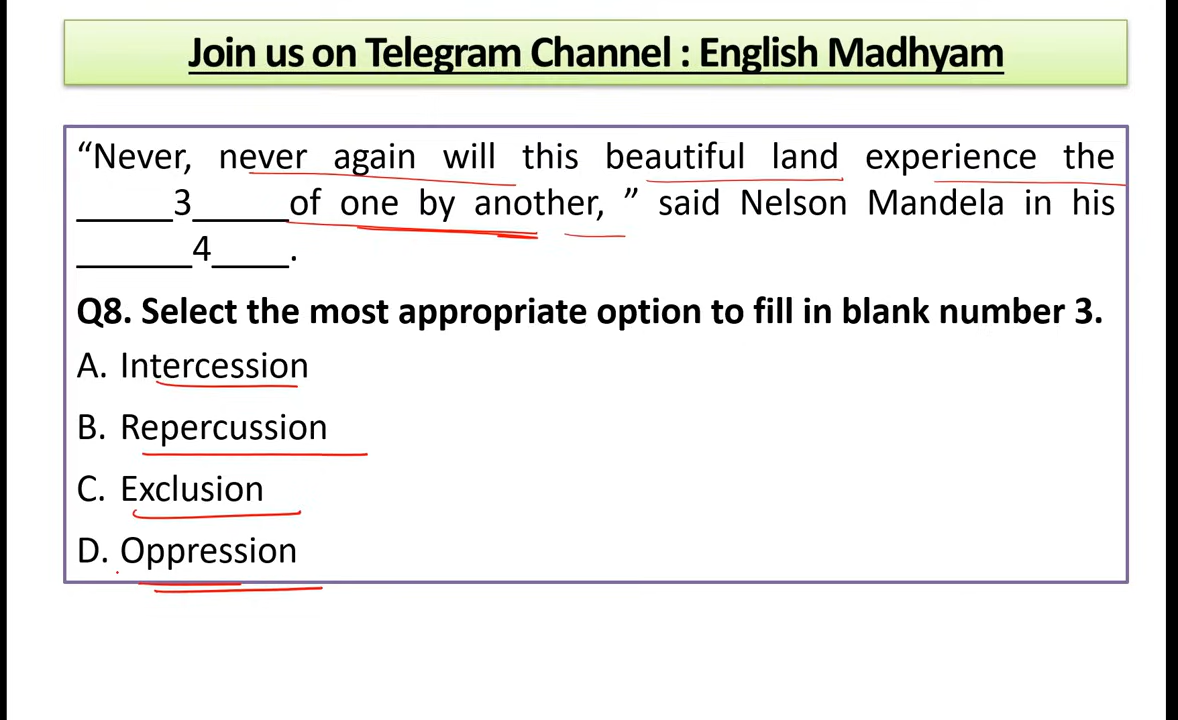 Join us on Telegram Channel : English Madhyam
“Never, never again will this beautiful land experience the
_____3_____of one by another, ” said Nelson Mandela in his
______4____.
Q8. Select the most appropriate option to fill in blank number 3.
A. Intercession
B. Repercussion
C. Exclusion
D. Oppression